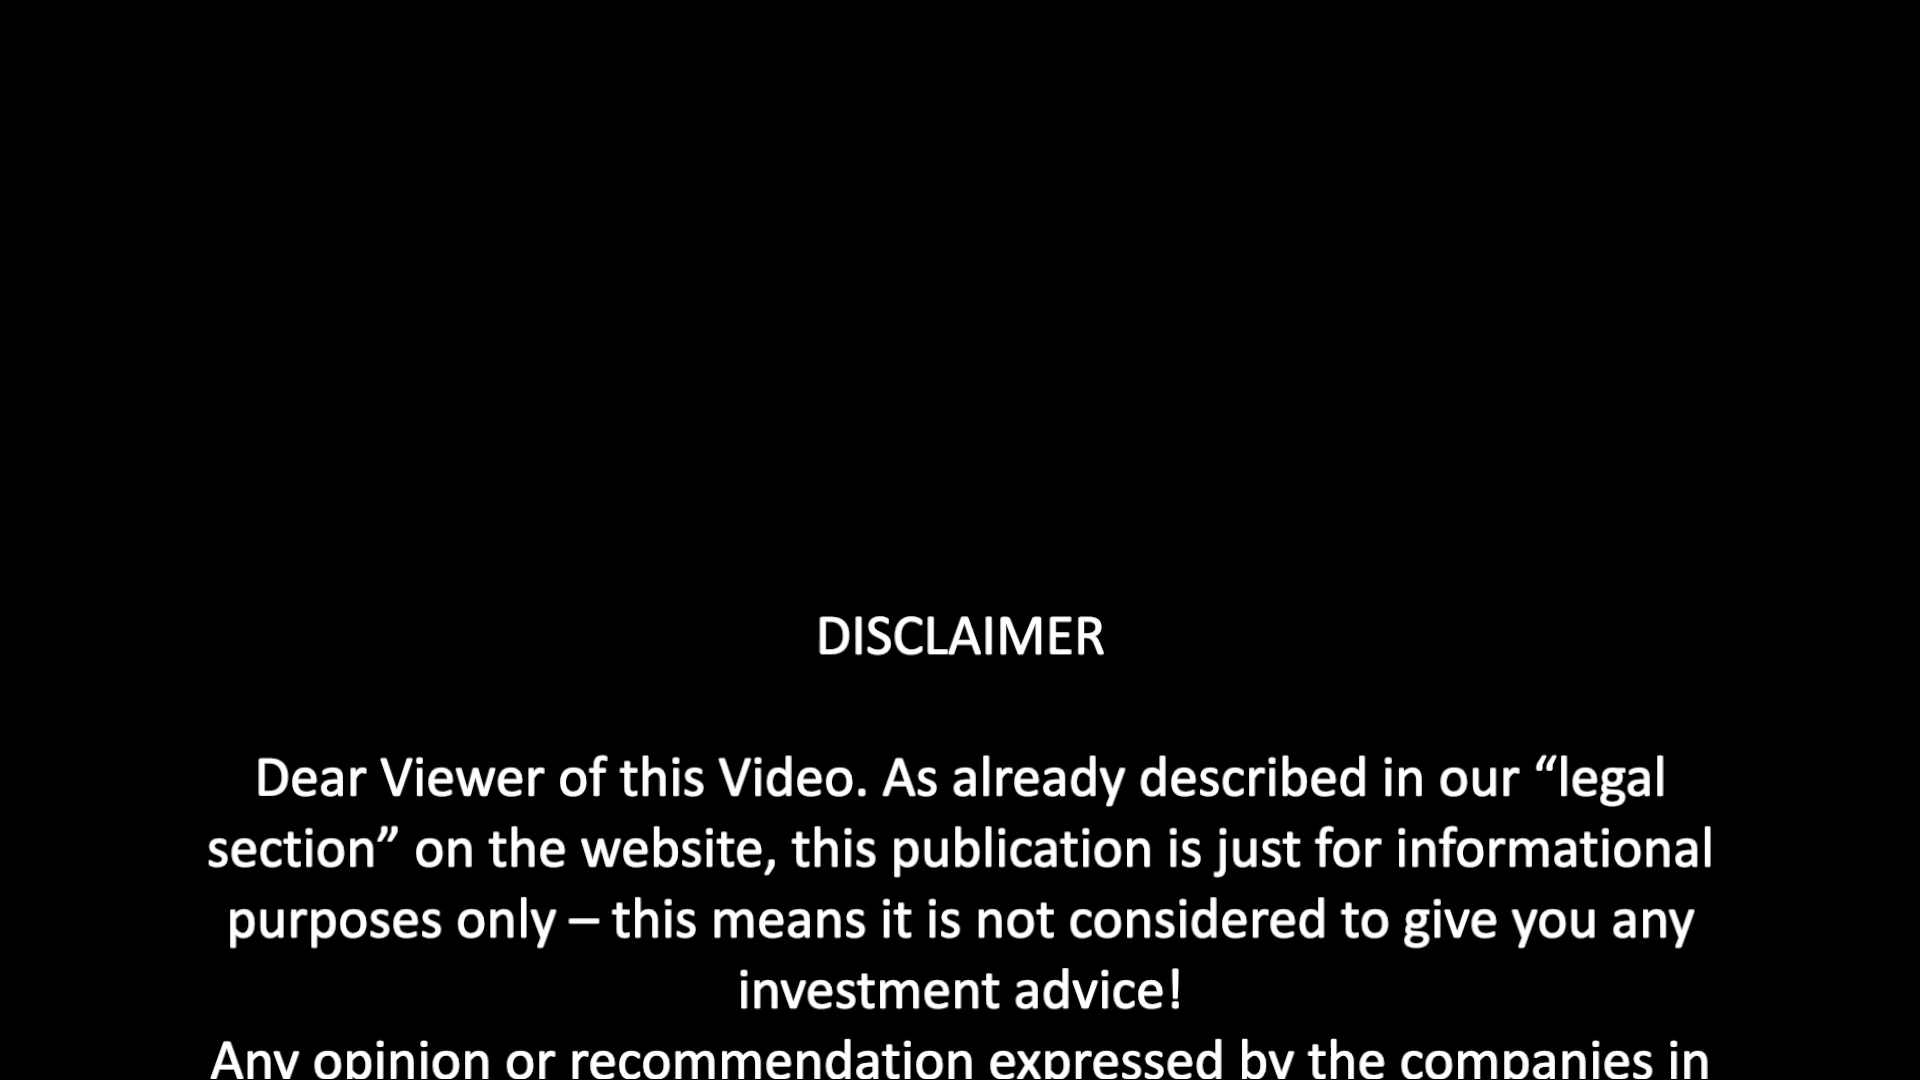 DISCLAIMER
Dear Viewer of this Video. As already described in our “legal
section” on the website, this publication is just for informational
purposes only – this means it is not considered to give you any
investment advice!
Any opinion or recommendation expressed by the companies in